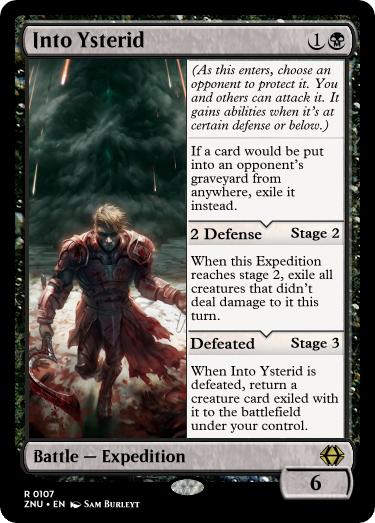 Into Ysterid 1
(As this enters, choose an
opponent to protect it. You
and others can attack it. It
gains abilities when it's at
certain defense or below.)
If a card would be put
into an opponent's
graveyard from
anywhere, exile it
instead.
2 Defense Stage 2
When this Expedition
reaches stage 2, exile all
creatures that didn't
deal damage to it this
turn.
Defeated Stage 3
When Into Ysterid is
defeated, return a
creature card exiled with
it to the battlefield
under your control.
Battle — Expedition
6
R 0107
ZNU • EN Sam Burleyt